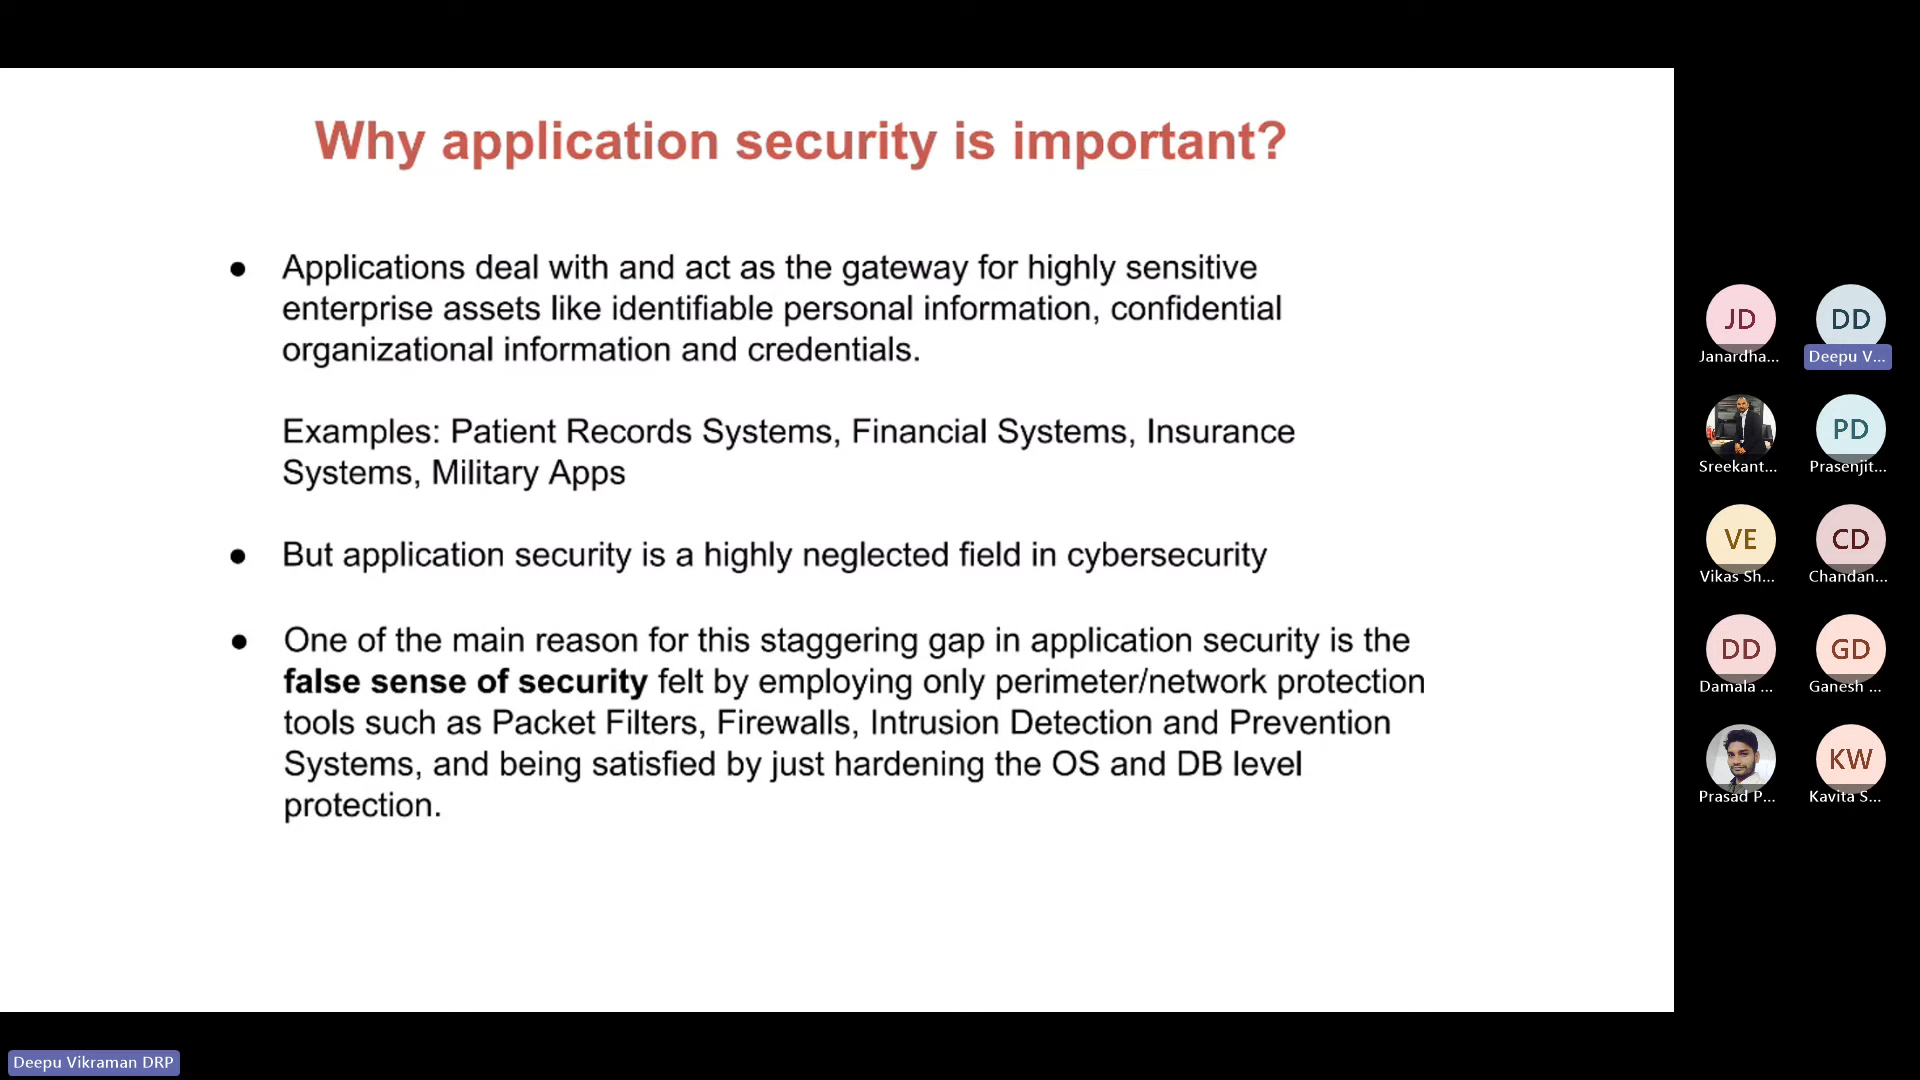 Why application security is important?
● Applications deal with and act as the gateway for highly sensitive
enterprise assets like identifiable personal information, confidential
organizational information and credentials.
Examples: Patient Records Systems, Financial Systems, Insurance
Systems, Military Apps
● But application security is a highly neglected field in cybersecurity
● One of the main reason for this staggering gap in application security is the
false sense of security felt by employing only perimeter/network protection
tools such as Packet Filters, Firewalls, Intrusion Detection and Prevention
Systems, and being satisfied by just hardening the OS and DB level
protection.
JD
DD
Janardha...
Deepu V...
PD
Sreekant...
Prasenjit...
VE
CD
Vikas Sh...
Chandan...
DD
GD
Damala ...
Ganesh ...
KW
Prasad P...
Kavita S...
Deepu Vikraman DRP